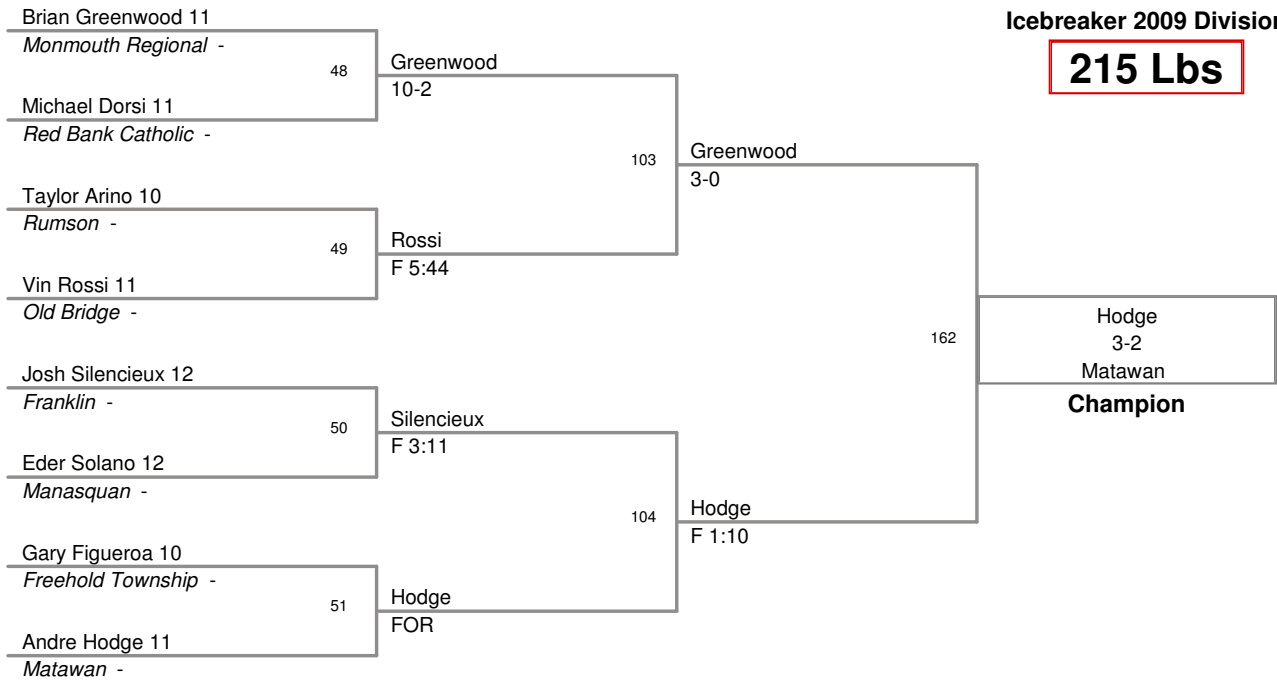 Icebreaker 2009 Division
215 Lbs
Brian Greenwood 11
Monmouth Regional -
48
Michael Dorsi 11
Red Bank Catholic -
Greenwood
10-2
Taylor Arino 10
Rumson -
49
Vin Rossi 11
Old Bridge -
Rossi
F 5:44
103
Greenwood
3-0
Josh Silencieux 12
Franklin -
50
Eder Solano 12
Manasquan -
Silencieux
F 3:11
Gary Figueroa 10
Freehold Township -
51
Andre Hodge 11
Matawan -
Hodge
FOR
104
Hodge
F 1:10
162
Hodge
3-2
Matawan
Champion